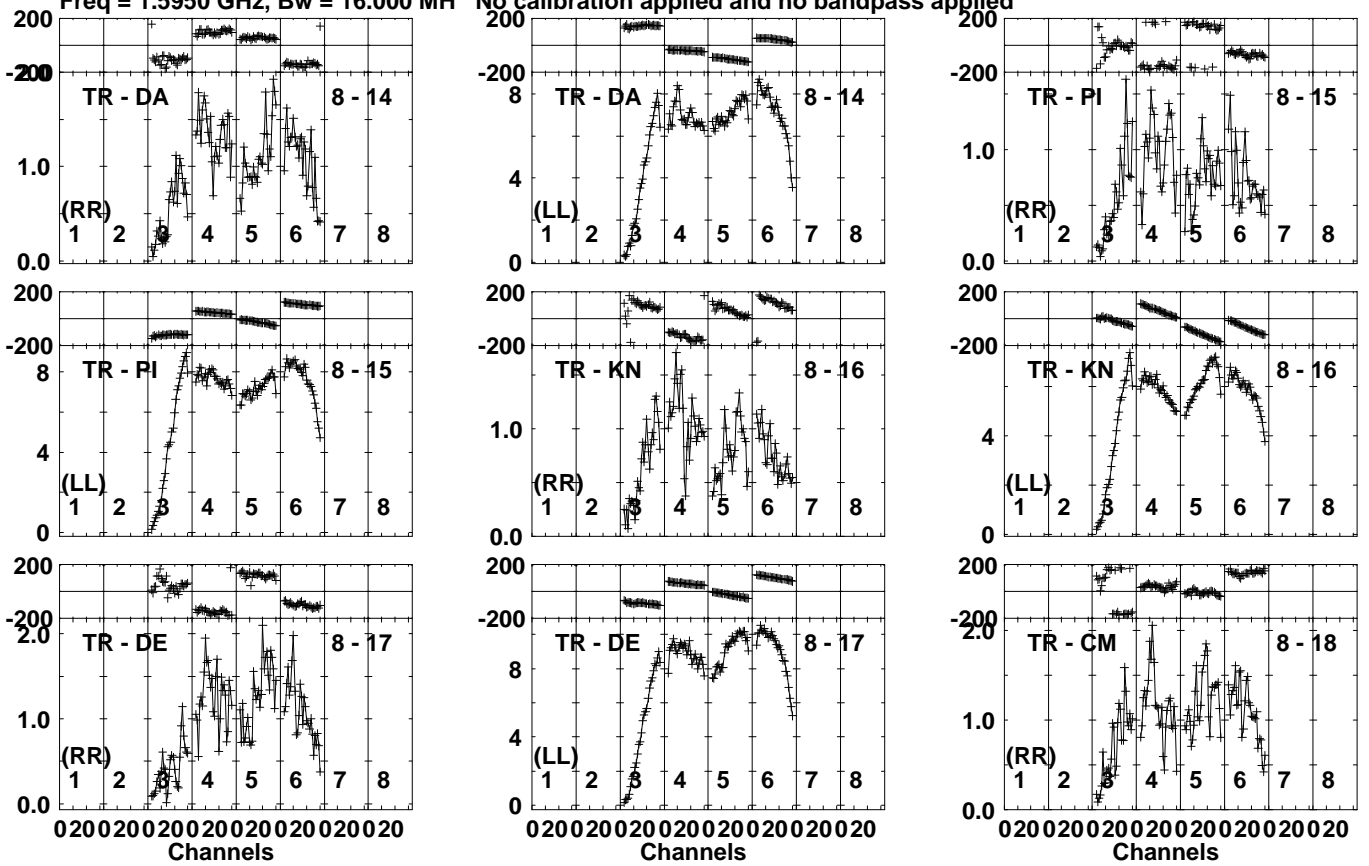 Freq = 1.5950 GHz, Bw = 16.000 MH No calibration applied and no bandpass applied
200 200 200
-200 -200 -200
2.0
TR - DA 8 - 14 TR - DA 8 - 14 TR - PI 8 - 15
8
1.0 4 1.0
(RR) (LL) (RR)
1 2 3 4 5 6 7 8 1 2 3 4 5 6 7 8 1 2 3 4 5 6 7 8
0.0 0 0.0
200 200 200
-200 -200 -200
TR - PI 8 - 15 TR - KN 8 - 16 TR - KN 8 - 16
8
1.0
4 4
(LL) (RR) (LL)
1 2 3 4 5 6 7 8 1 2 3 4 5 6 7 8 1 2 3 4 5 6 7 8
0 0.0 0
200 200 200
-200 -200 -200
2.0 2.0
TR - DE 8 - 17 TR - DE 8 - 17 TR - CM 8 - 18
8
1.0 4 1.0
(RR) (LL) (RR)
1 2 3 4 5 6 7 8 1 2 3 4 5 6 7 8 1 2 3 4 5 6 7 8
0.0 0 0.0
0 20 0 20 0 20 0 20 0 20 0 20 0 20 0 20 0 20 0 20 0 20 0 20 0 20 0 20 0 20 0 20 0 20 0 20 0 20 0 20 0 20 0 20 0 20 0 20
Channels Channels Channels